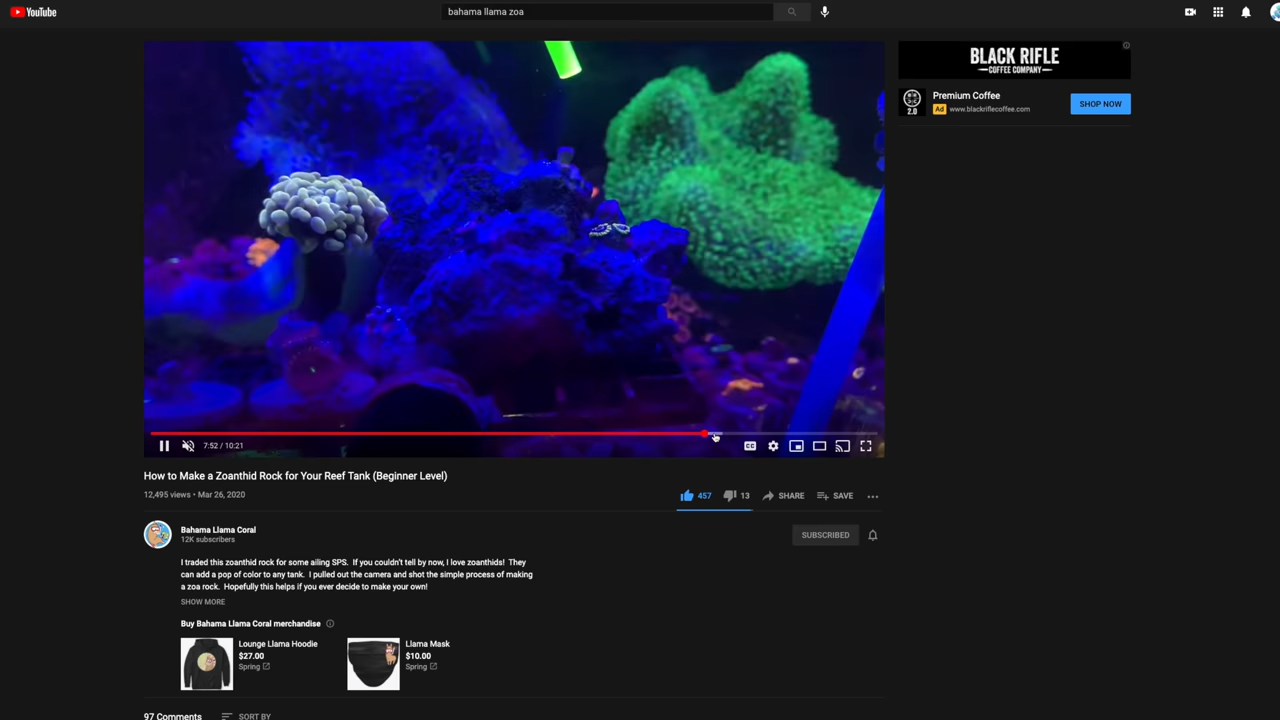 YouTube
bahama llama zoa
BLACK RIFLE
COFFEE COMPANY
Premium Coffee
Ad www.blackriflecoffee.com
2.0
SHOP NOW
7:52 / 10:21
CC
How to Make a Zoanthid Rock for Your Reef Tank (Beginner Level)
12,495 views • Mar 26, 2020
457
13
SHARE
SAVE
Bahama Llama Coral
12K subscribers
SUBSCRIBED
I traded this zoanthid rock for some ailing SPS. If you couldn't tell by now, I love zoanthids! They
can add a pop of color to any tank. I pulled out the camera and shot the simple process of making
a zoa rock. Hopefully this helps if you ever decide to make your own!
SHOW MORE
Buy Bahama Llama Coral merchandise
Lounge Llama Hoodie
$27.00
Spring
Llama Mask
$10.00
Spring
97 Comments
SORT BY